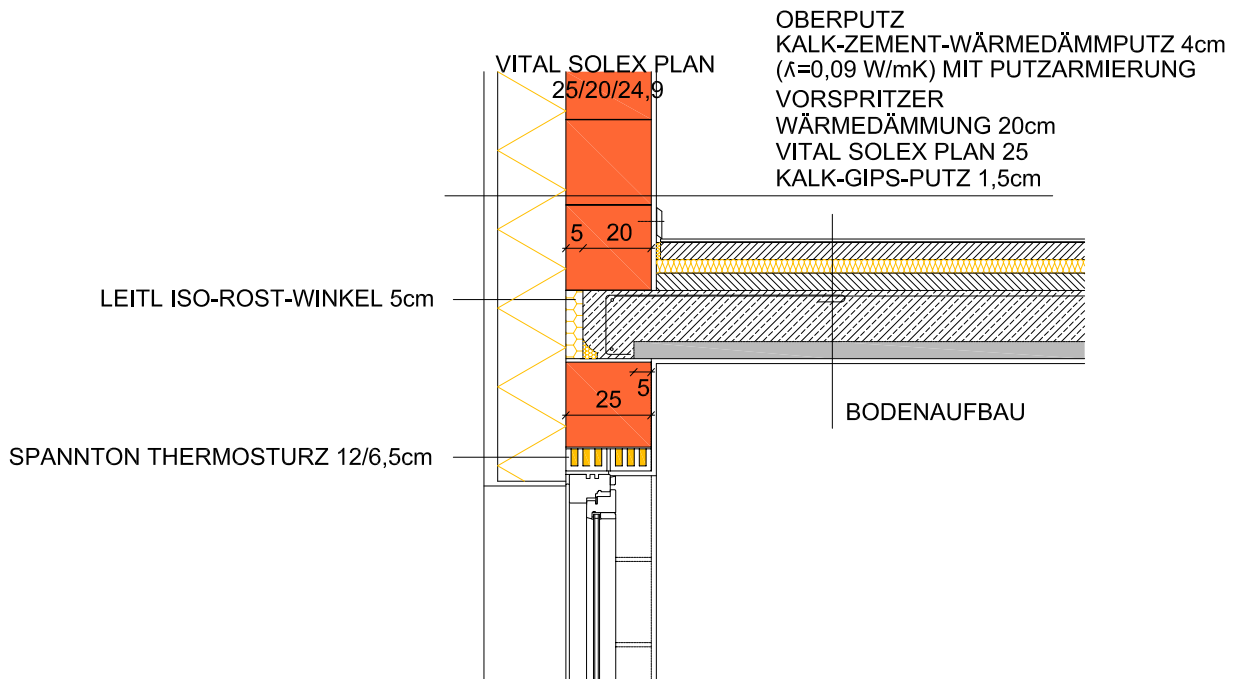 OBERPUTZ
KALK-ZEMENT-WÄRMEDÄMMPUTZ 4cm
(ʎ=0,09 W/mK) MIT PUTZARMIERUNG
VORSPRITZER
WÄRMEDÄMMUNG 20cm
VITAL SOLEX PLAN 25
KALK-GIPS-PUTZ 1,5cm
VITAL SOLEX PLAN
25/20/24,9
5 20
LEITL ISO-ROST-WINKEL 5cm
5
25
BODENAUFBAU
SPANNTON THERMOSTURZ 12/6,5cm